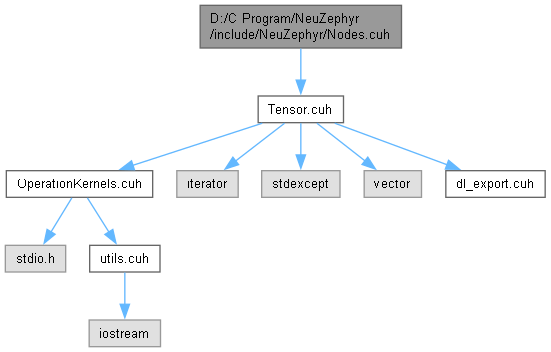 D:/C Program/NeuZephyr
/include/NeuZephyr/Nodes.cuh
Tensor.cuh
OperationKernels.cuh
iterator
stdexcept
vector
dl_export.cuh
stdio.h
utils.cuh
iostream